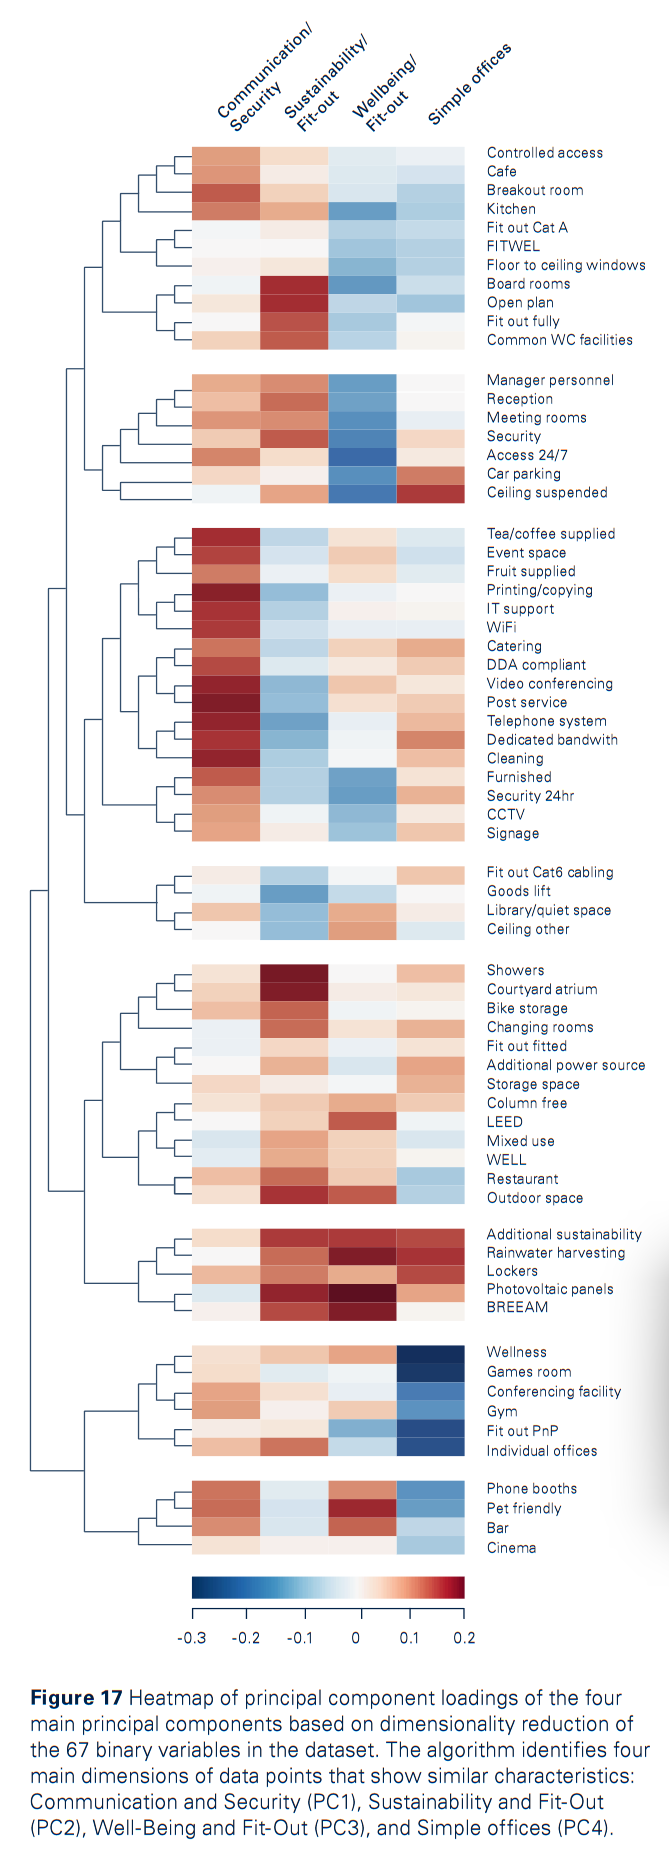 Communication/
Security
Sustainability/
Fit-out
Wellbeing/
Fit-out
Simple offices
Controlled access
Cafe
Breakout room
Kitchen
Fit out Cat A
FITWEL
Floor to ceiling windows
Board rooms
Open plan
Fit out fully
Common WC facilities
Manager personnel
Reception
Meeting rooms
Security
Access 24/7
Car parking
Ceiling suspended
Tea/coffee supplied
Event space
Fruit supplied
Printing/copying
IT support
WiFi
Catering
DDA compliant
Video conferencing
Post service
Telephone system
Dedicated bandwith
Cleaning
Furnished
Security 24hr
CCTV
Signage
Fit out Cat6 cabling
Goods lift
Library/quiet space
Ceiling other
Showers
Courtyard atrium
Bike storage
Changing rooms
Fit out fitted
Additional power source
Storage space
Column free
LEED
Mixed use
WELL
Restaurant
Outdoor space
Additional sustainability
Rainwater harvesting
Lockers
Photovoltaic panels
BREEAM
Wellness
Games room
Conferencing facility
Gym
Fit out PnP
Individual offices
Phone booths
Pet friendly
Bar
Cinema
-0.3 -0.2 -0.1 0 0.1 0.2
Figure 17 Heatmap of principal component loadings of the four
main principal components based on dimensionality reduction of
the 67 binary variables in the dataset. The algorithm identifies four
main dimensions of data points that show similar characteristics:
Communication and Security (PC1), Sustainability and Fit-Out
(PC2), Well-Being and Fit-Out (PC3), and Simple offices (PC4).